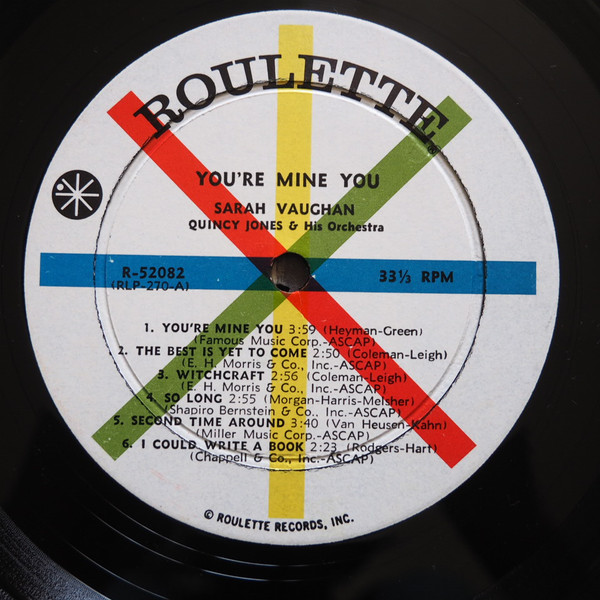 ROULETTE
YOU'RE MINE YOU
SARAH VAUGHAN
QUINCY JONES & His Orchestra
R-52082 33⅓ RPM
(RLP-270-A)
1. YOU'RE MINE YOU 3:59 (Heyman-Green)
(Famous Music Corp.-ASCAP)
2. THE BEST IS YET TO COME 2:50 (Coleman-Leigh)
(E. H. Morris & Co., Inc.-ASCAP)
3. WITCHCRAFT 2:56 (Coleman-Leigh)
(E. H. Morris & Co., Inc.-ASCAP)
4. SO LONG 2:55 (Morgan-Harris-Melsher)
(Shapiro Bernstein & Co., Inc.-ASCAP)
5. SECOND TIME AROUND 3:40 (Van Heusen-Kahn)
(Miller Music Corp.-ASCAP)
6. I COULD WRITE A BOOK 2:23 (Rodgers-Hart)
(Chappell & Co., Inc.-ASCAP)
© ROULETTE RECORDS, INC.